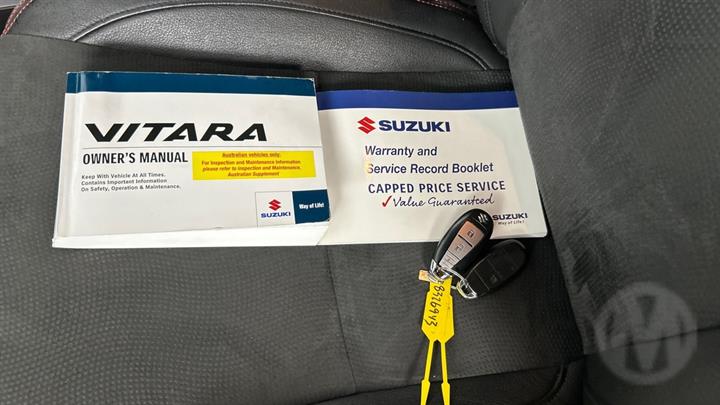 VITARA
OWNER'S MANUAL
Keep With Vehicle At All Times.
Contains Important Information
On Safety, Operation & Maintenance.
Australian vehicles only:
For Inspection and Maintenance Information
please refer to Inspection and Maintenance,
Australian Supplement
SUZUKI
Way of Life!
SUZUKI
Warranty and
Service Record Booklet
CAPPED PRICE SERVICE
Value Guaranteed
SUZUKI
Way of Life!
M